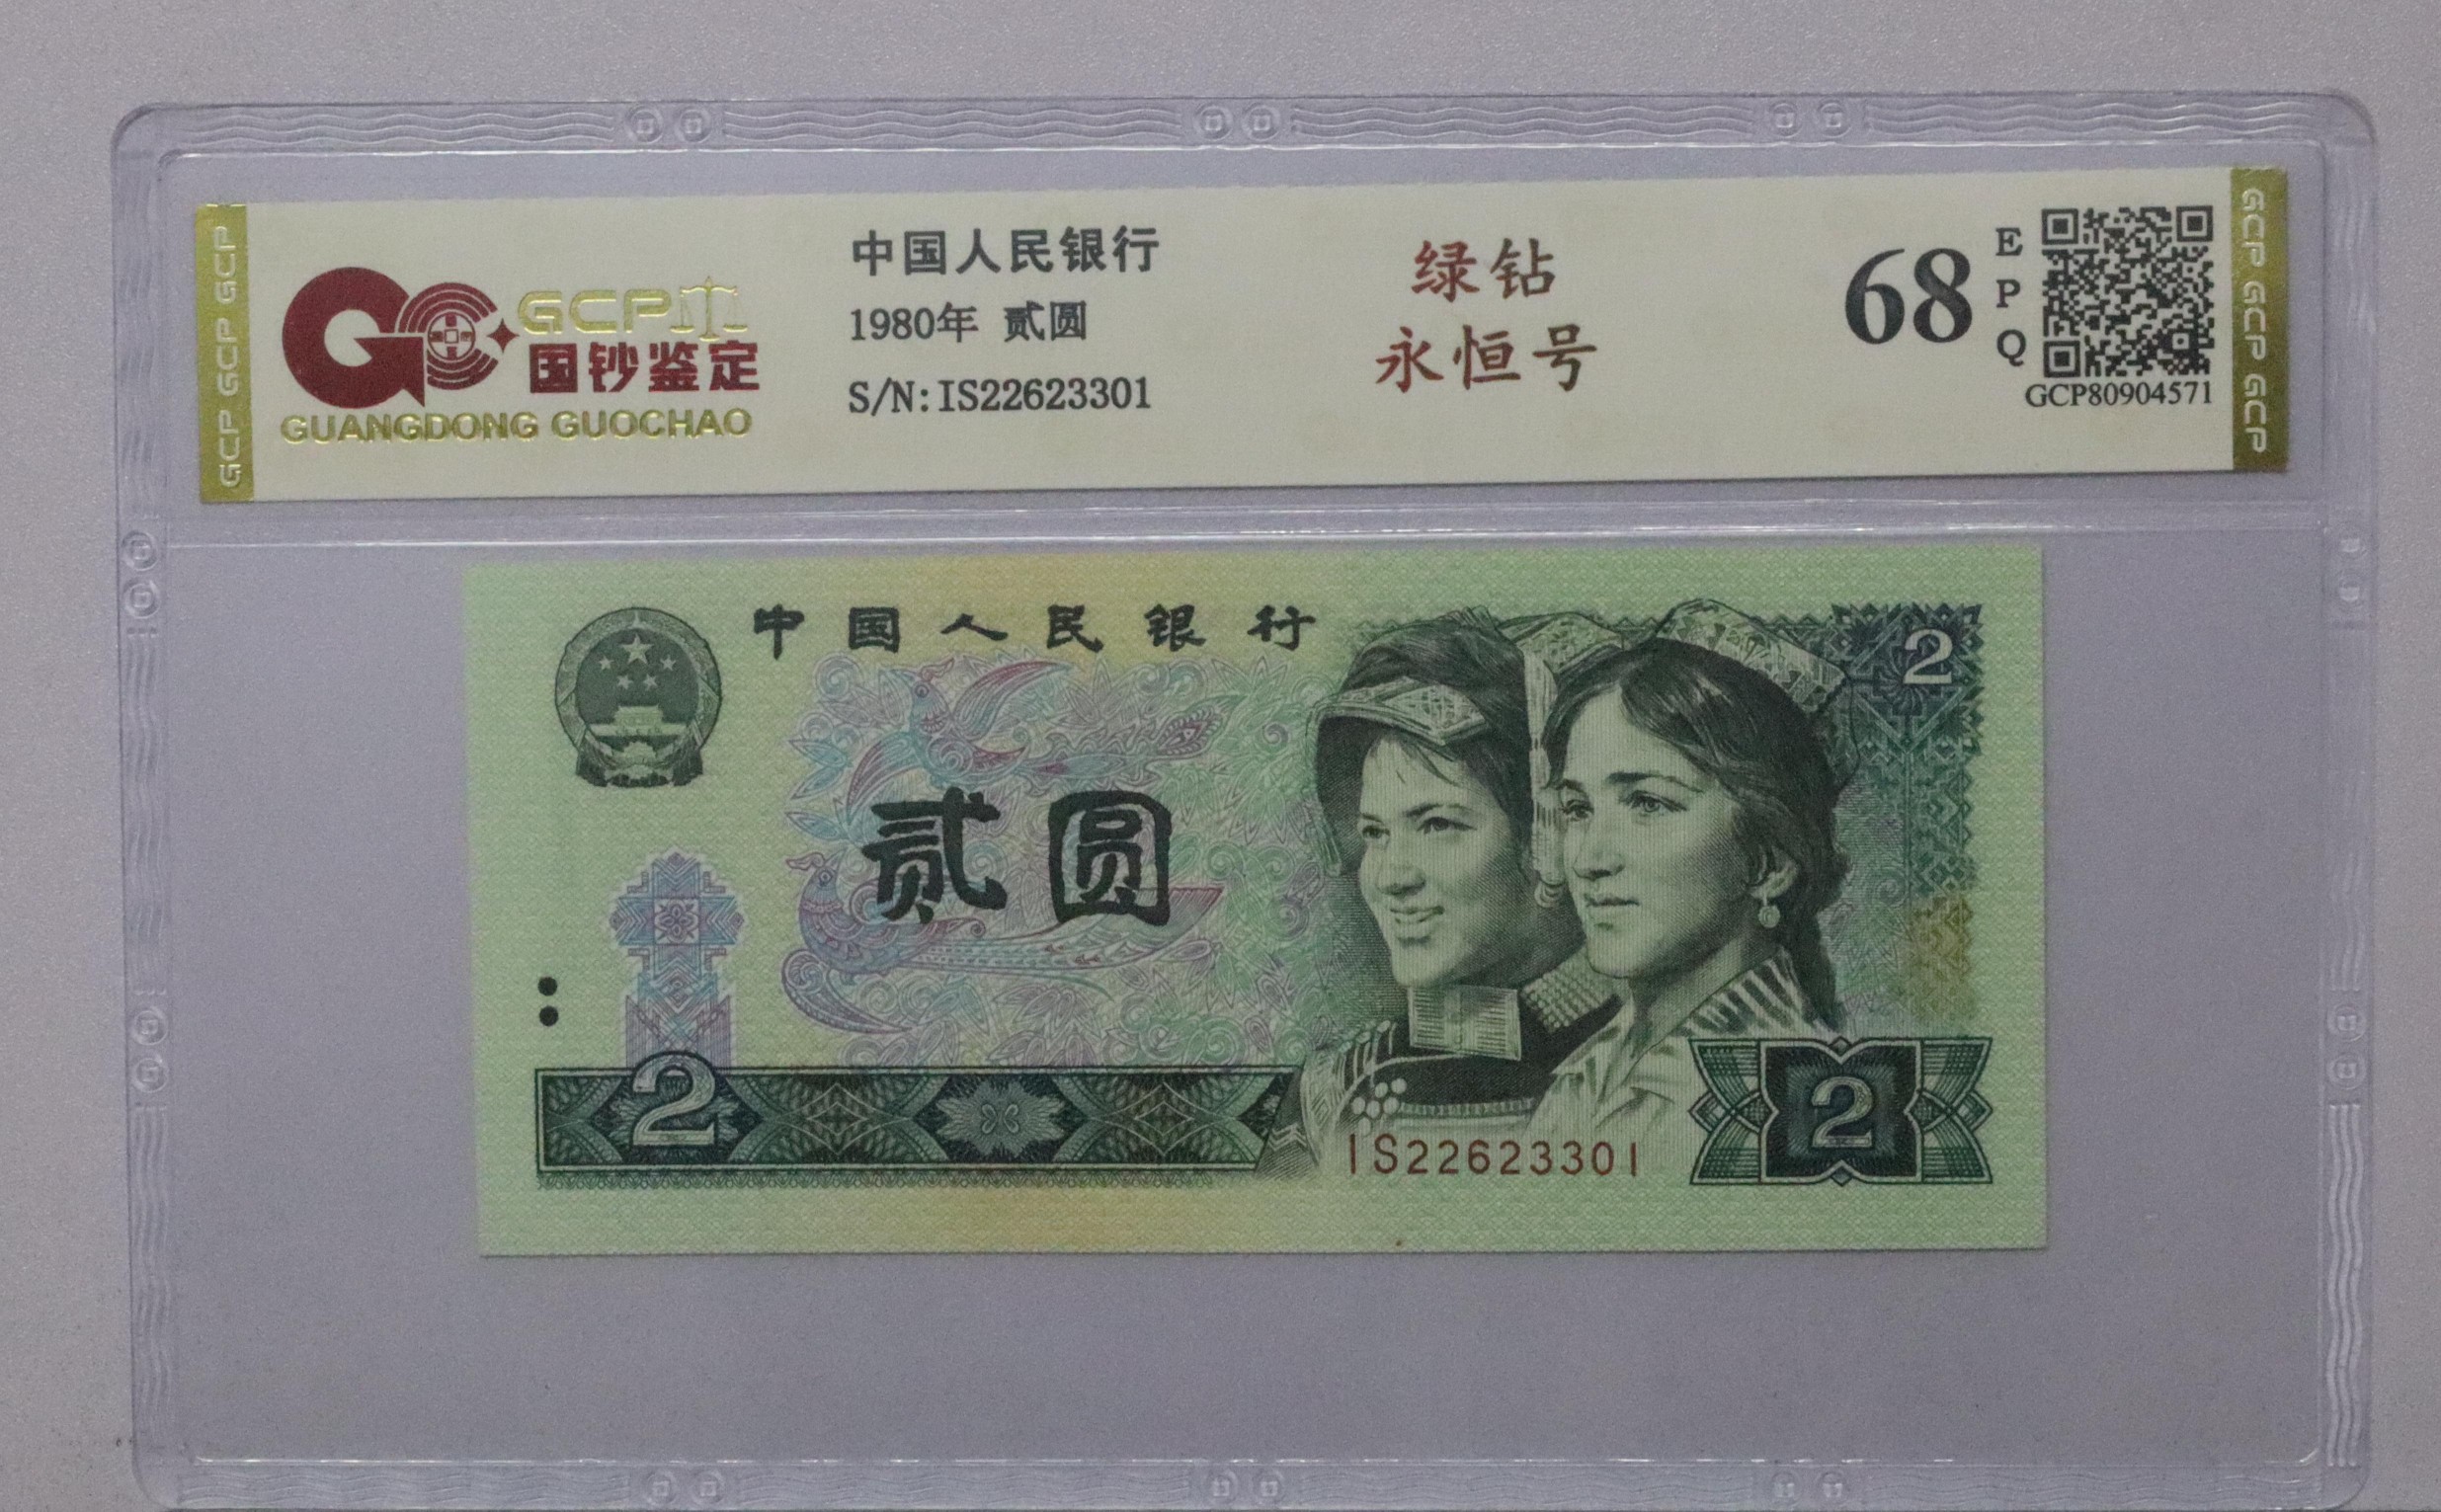 GCP GCP GCP
GCP
国钞鉴定
GUANGDONG GUOCHAO
中国人民银行
1980年 贰圆
S/N:IS22623301
绿钻
永恒号
68
E
P
Q
GCP80904571
GCP GCP GCP
中国人民银行
2
贰圆
2
IS22623301
2